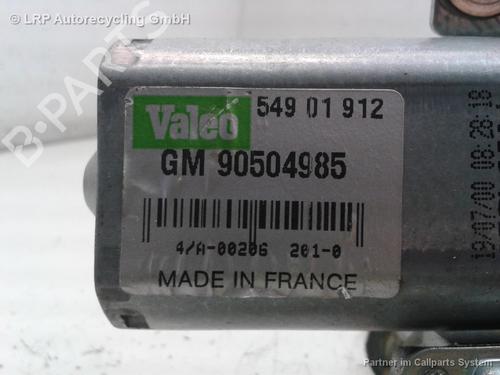 LRP Autorecycling GmbH
B-PARTS
Valeo
549 01 912
GM 90504985
4/A-00206 201-0
MADE IN FRANCE
19/07/00 08:28:18
Partner im Callparts System